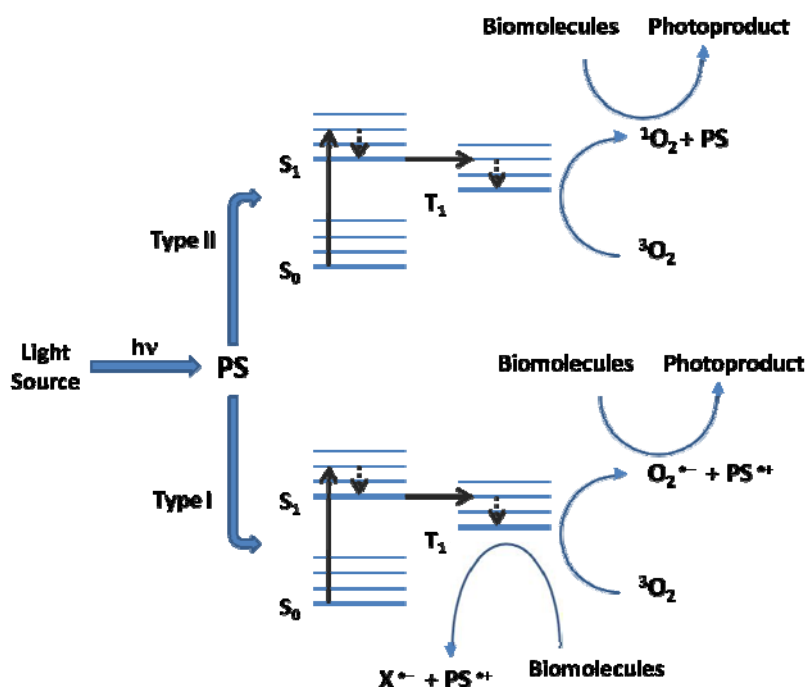 Biomolecules Photoproduct
¹O₂ + PS
S₁
T₁
Type II
³O₂
S₀
Light
Source
hν
PS
Biomolecules Photoproduct
O₂•− + PS•+
S₁
Type I
T₁
³O₂
S₀
X•− + PS•+
Biomolecules